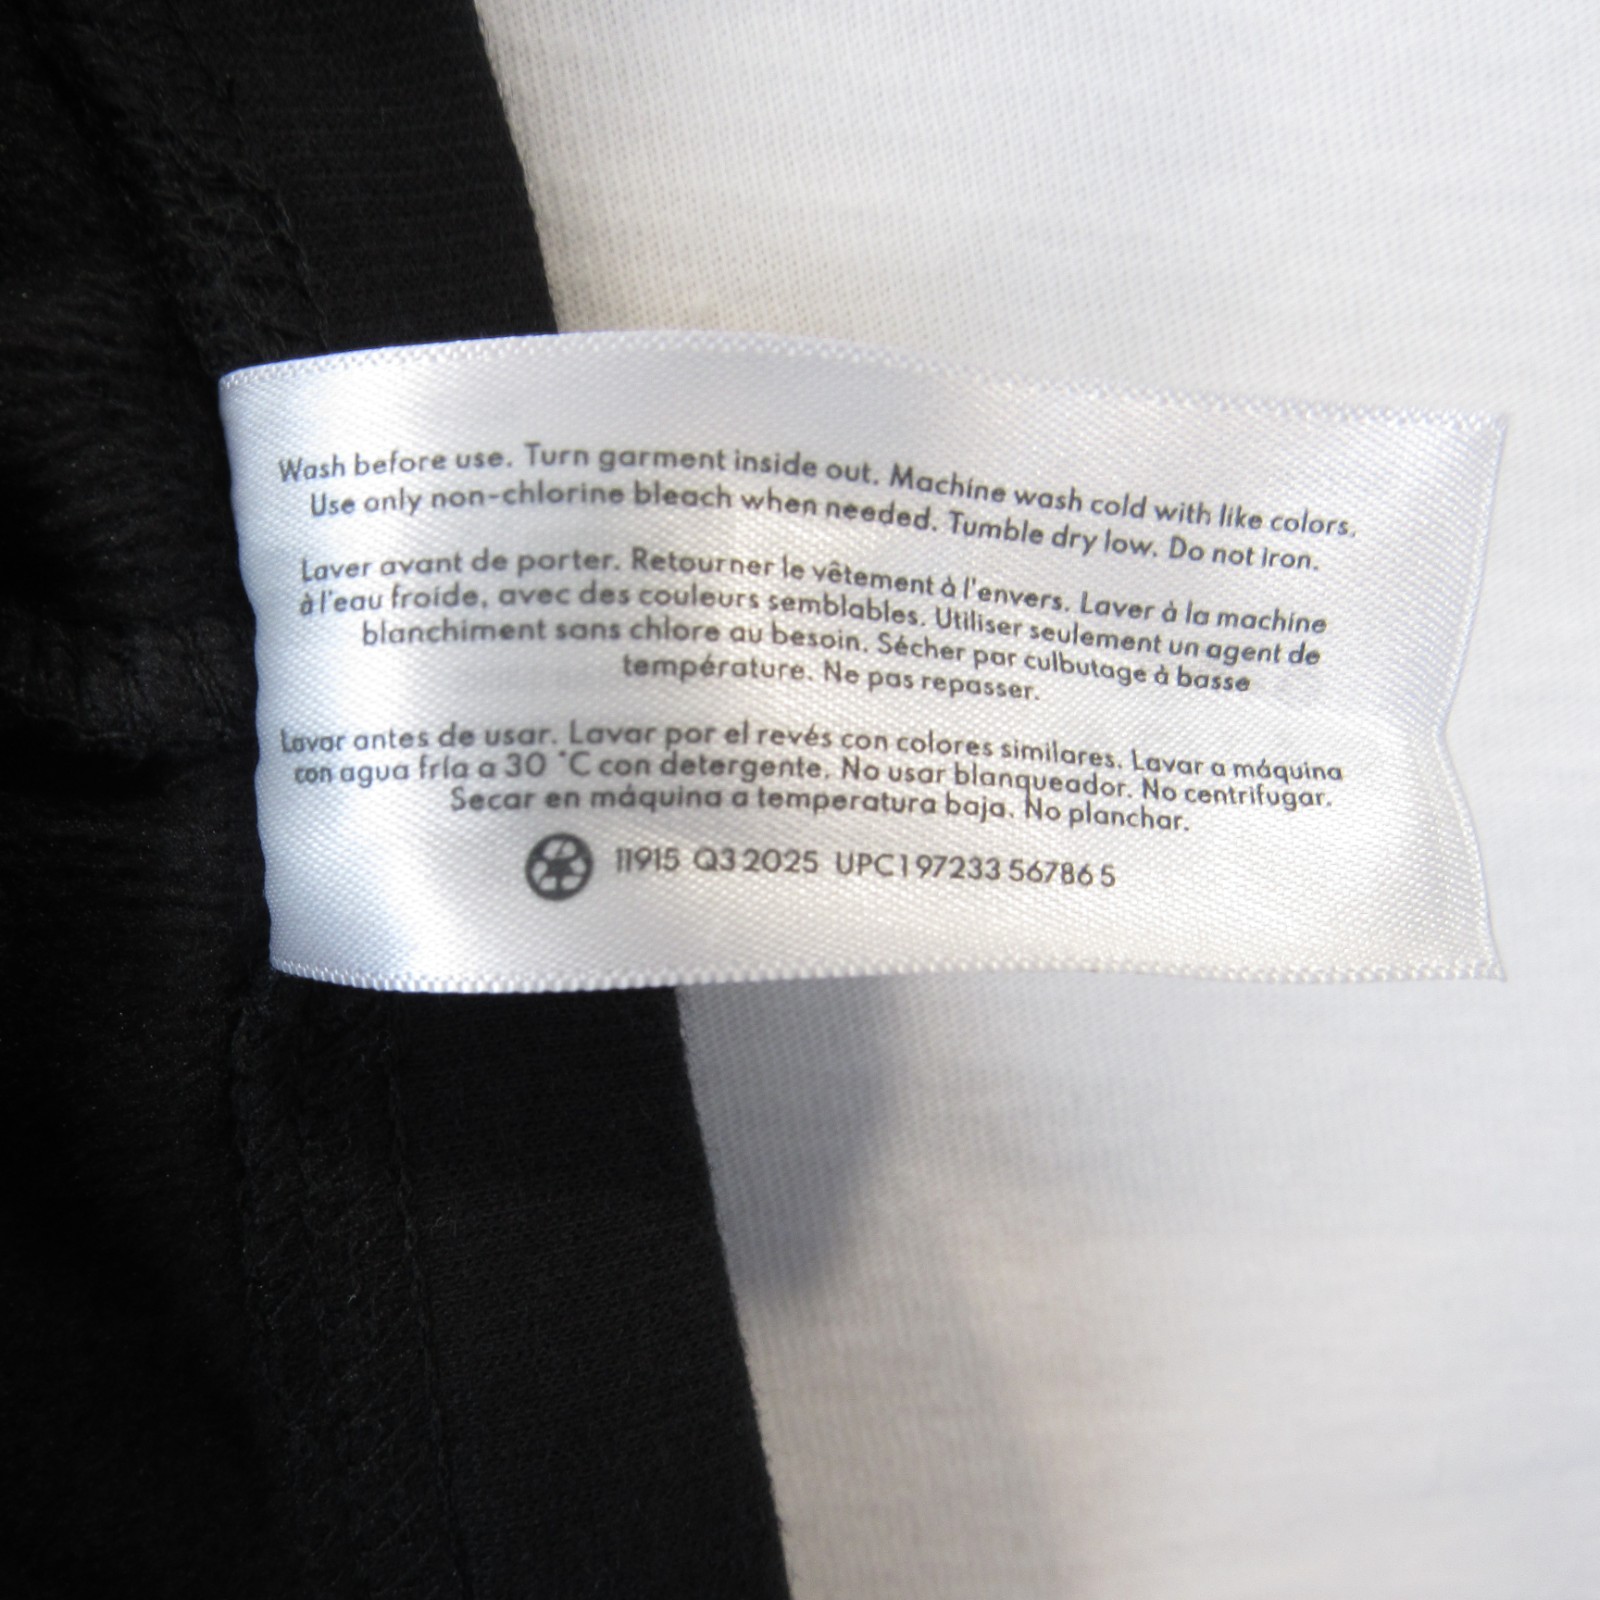 Wash before use. Turn garment inside out. Machine wash cold with like colors.
Use only non-chlorine bleach when needed. Tumble dry low. Do not iron.
Laver avant de porter. Retourner le vêtement à l'envers. Laver à la machine
à l'eau froide, avec des couleurs semblables. Utiliser seulement un agent de
blanchiment sans chlore au besoin. Sécher par culbutage à basse
température. Ne pas repasser.
Lavar antes de usar. Lavar por el revés con colores similares. Lavar a máquina
con agua fría a 30 °C con detergente. No usar blanqueador. No centrifugar.
Secar en máquina a temperatura baja. No planchar.
11915 Q3 2025 UPC 1 97233 56786 5